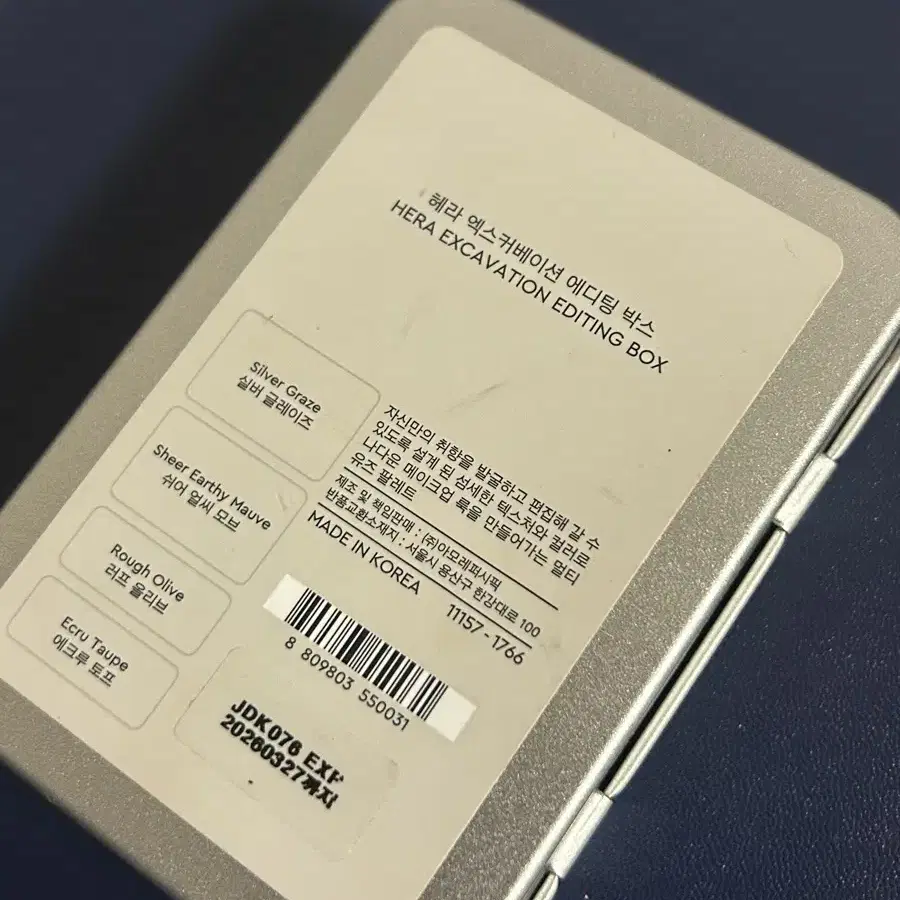 헤라 엑스커베이션 에디팅 박스
HERA EXCAVATION EDITING BOX
Silver Graze
실버 글레이즈
Sheer Earthy Mauve
쉬어 얼씨 모브
Rough Olive
러프 올리브
Ecru Taupe
에크루 토프
자신만의 취향을 발굴하고 편집해 갈 수
있도록 설계 된 섬세한 텍스처와 컬러로
나다운 메이크업 룩을 만들어가는 멀티
유즈 팔레트
제조 및 책임판매 : (주)아모레퍼시픽
반품교환소재지 : 서울시 용산구 한강대로 100
MADE IN KOREA 11157-1766
8 809803 550031
JDK076 EXP
20260327까지